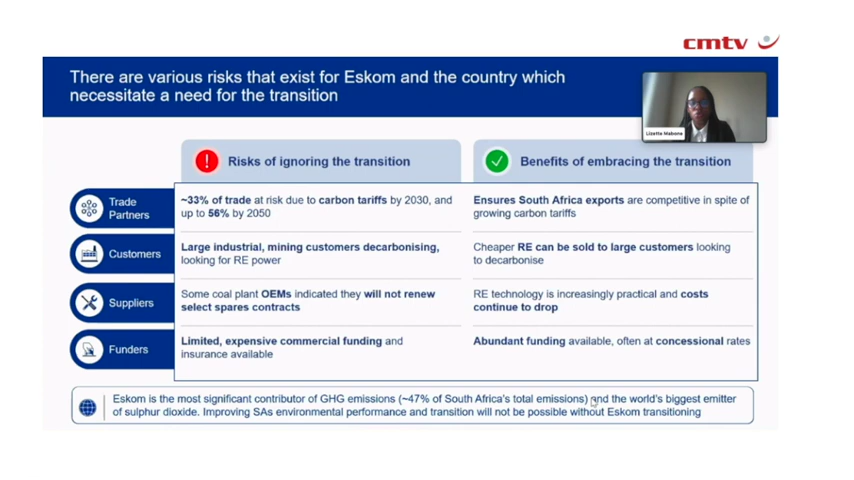 cmtv
There are various risks that exist for Eskom and the country which
necessitate a need for the transition
Lizette Mabona
Risks of ignoring the transition
Benefits of embracing the transition
Trade
Partners
~33% of trade at risk due to carbon tariffs by 2030, and
up to 56% by 2050
Ensures South Africa exports are competitive in spite of
growing carbon tariffs
Customers
Large industrial, mining customers decarbonising,
looking for RE power
Cheaper RE can be sold to large customers looking
to decarbonise
Suppliers
Some coal plant OEMs indicated they will not renew
select spares contracts
RE technology is increasingly practical and costs
continue to drop
Funders
Limited, expensive commercial funding and
insurance available
Abundant funding available, often at concessional rates
Eskom is the most significant contributor of GHG emissions (~47% of South Africa's total emissions) and the world's biggest emitter
of sulphur dioxide. Improving SAs environmental performance and transition will not be possible without Eskom transitioning